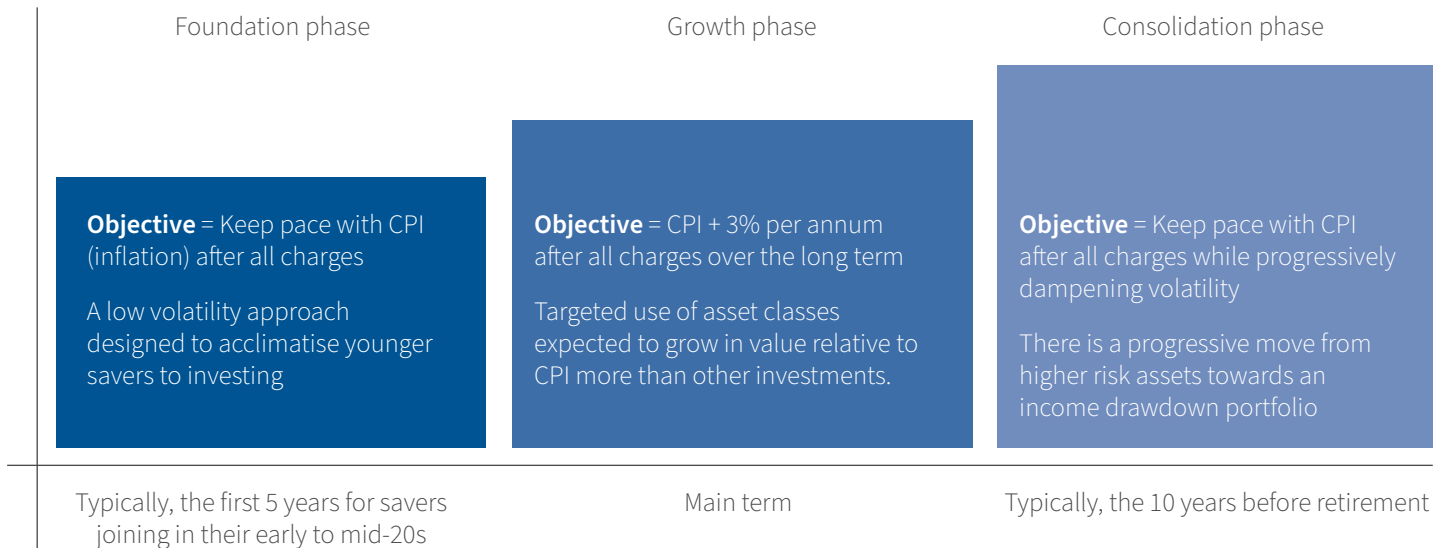 Foundation phase
Growth phase
Consolidation phase
Objective = Keep pace with CPI
(inflation) after all charges
A low volatility approach
designed to acclimatise younger
savers to investing
Objective = CPI + 3% per annum
after all charges over the long term
Targeted use of asset classes
expected to grow in value relative to
CPI more than other investments.
Objective = Keep pace with CPI
after all charges while progressively
dampening volatility
There is a progressive move from
higher risk assets towards an
income drawdown portfolio
Typically, the first 5 years for savers
joining in their early to mid-20s
Main term
Typically, the 10 years before retirement